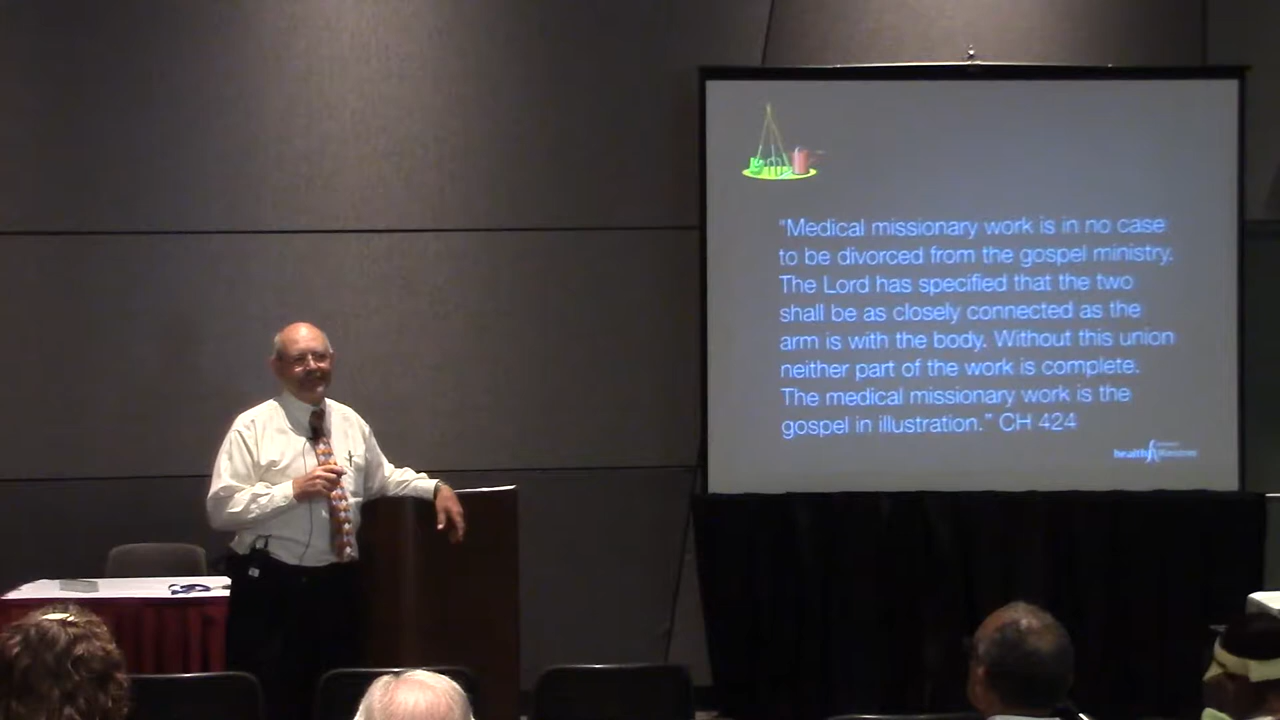 “Medical missionary work is in no case
to be divorced from the gospel ministry.
The Lord has specified that the two
shall be as closely connected as the
arm is with the body. Without this union
neither part of the work is complete.
The medical missionary work is the
gospel in illustration.” CH 424
health Ministries